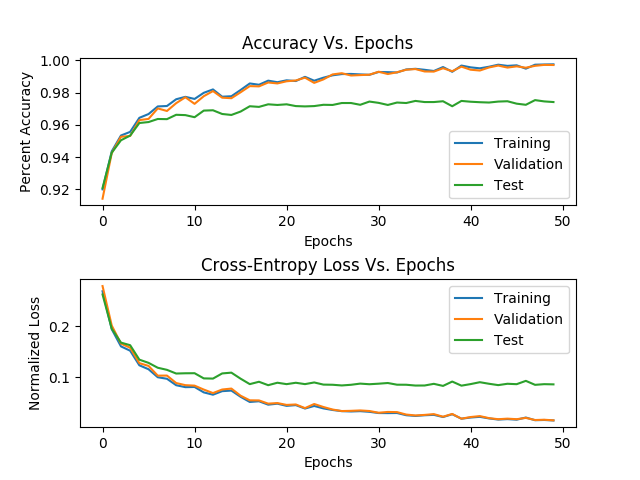 Accuracy Vs. Epochs
Percent Accuracy
1.00
0.98
0.96
0.94
0.92
Training
Validation
Test
0 10 20 30 40 50
Epochs
Cross-Entropy Loss Vs. Epochs
Normalized Loss
0.2
0.1
Training
Validation
Test
0 10 20 30 40 50
Epochs